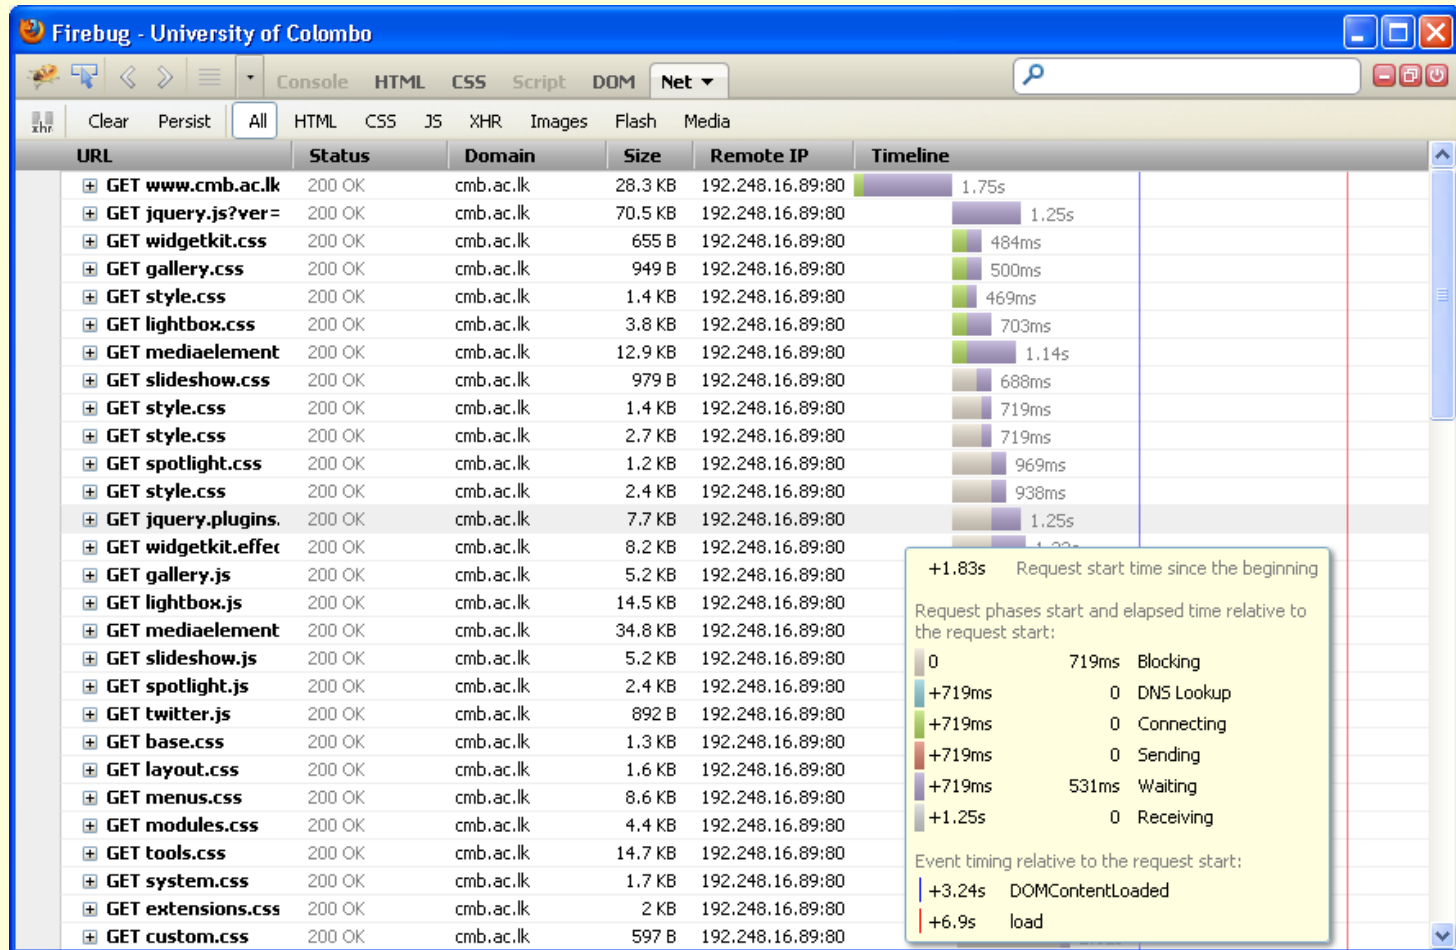 Firebug - University of Colombo
Console HTML CSS Script DOM Net
xhr Clear Persist All HTML CSS JS XHR Images Flash Media
URL Status Domain Size Remote IP Timeline
GET www.cmb.ac.lk 200 OK cmb.ac.lk 28.3 KB 192.248.16.89:80 1.75s
GET jquery.js?ver= 200 OK cmb.ac.lk 70.5 KB 192.248.16.89:80 1.25s
GET widgetkit.css 200 OK cmb.ac.lk 655 B 192.248.16.89:80 484ms
GET gallery.css 200 OK cmb.ac.lk 949 B 192.248.16.89:80 500ms
GET style.css 200 OK cmb.ac.lk 1.4 KB 192.248.16.89:80 469ms
GET lightbox.css 200 OK cmb.ac.lk 3.8 KB 192.248.16.89:80 703ms
GET mediaelement 200 OK cmb.ac.lk 12.9 KB 192.248.16.89:80 1.14s
GET slideshow.css 200 OK cmb.ac.lk 979 B 192.248.16.89:80 688ms
GET style.css 200 OK cmb.ac.lk 1.4 KB 192.248.16.89:80 719ms
GET style.css 200 OK cmb.ac.lk 2.7 KB 192.248.16.89:80 719ms
GET spotlight.css 200 OK cmb.ac.lk 1.2 KB 192.248.16.89:80 969ms
GET style.css 200 OK cmb.ac.lk 2.4 KB 192.248.16.89:80 938ms
GET jquery.plugins. 200 OK cmb.ac.lk 7.7 KB 192.248.16.89:80 1.25s
GET widgetkit.effec 200 OK cmb.ac.lk 8.2 KB 192.248.16.89:80
GET gallery.js 200 OK cmb.ac.lk 5.2 KB 192.248.16.89:80
GET lightbox.js 200 OK cmb.ac.lk 14.5 KB 192.248.16.89:80
GET mediaelement 200 OK cmb.ac.lk 34.8 KB 192.248.16.89:80
GET slideshow.js 200 OK cmb.ac.lk 5.2 KB 192.248.16.89:80
GET spotlight.js 200 OK cmb.ac.lk 2.4 KB 192.248.16.89:80
GET twitter.js 200 OK cmb.ac.lk 892 B 192.248.16.89:80
GET base.css 200 OK cmb.ac.lk 1.3 KB 192.248.16.89:80
GET layout.css 200 OK cmb.ac.lk 1.6 KB 192.248.16.89:80
GET menus.css 200 OK cmb.ac.lk 8.6 KB 192.248.16.89:80
GET modules.css 200 OK cmb.ac.lk 4.4 KB 192.248.16.89:80
GET tools.css 200 OK cmb.ac.lk 14.7 KB 192.248.16.89:80
GET system.css 200 OK cmb.ac.lk 1.7 KB 192.248.16.89:80
GET extensions.css 200 OK cmb.ac.lk 2 KB 192.248.16.89:80
GET custom.css 200 OK cmb.ac.lk 597 B 192.248.16.89:80
+1.83s Request start time since the beginning
Request phases start and elapsed time relative to
the request start:
0 719ms Blocking
+719ms 0 DNS Lookup
+719ms 0 Connecting
+719ms 0 Sending
+719ms 531ms Waiting
+1.25s 0 Receiving
Event timing relative to the request start:
+3.24s DOMContentLoaded
+6.9s load